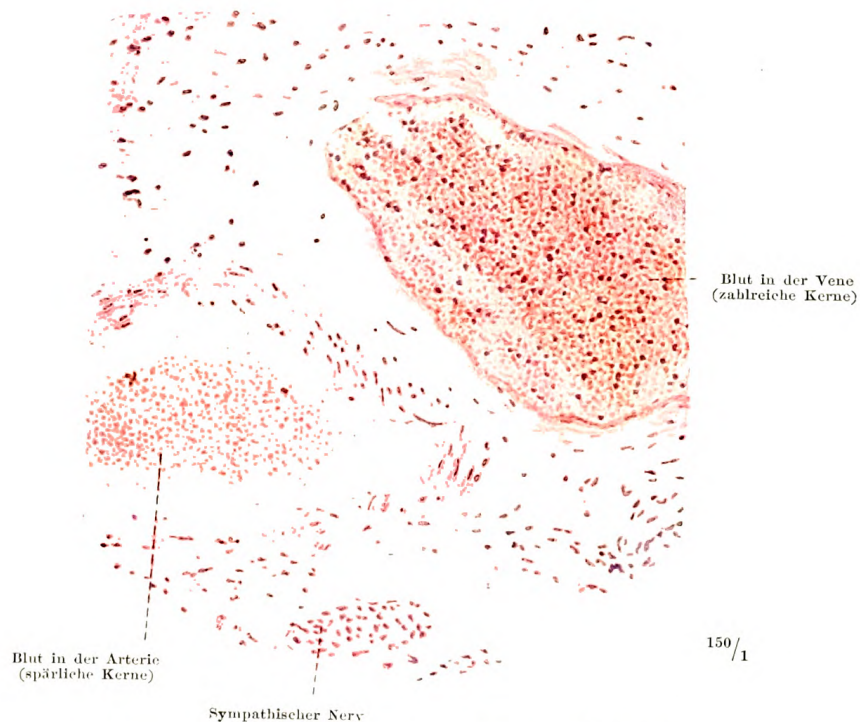 Blut in der Vene
(zahlreiche Kerne)
150/1
Blut in der Arterie
(spärliche Kerne)
Sympathischer Nerv